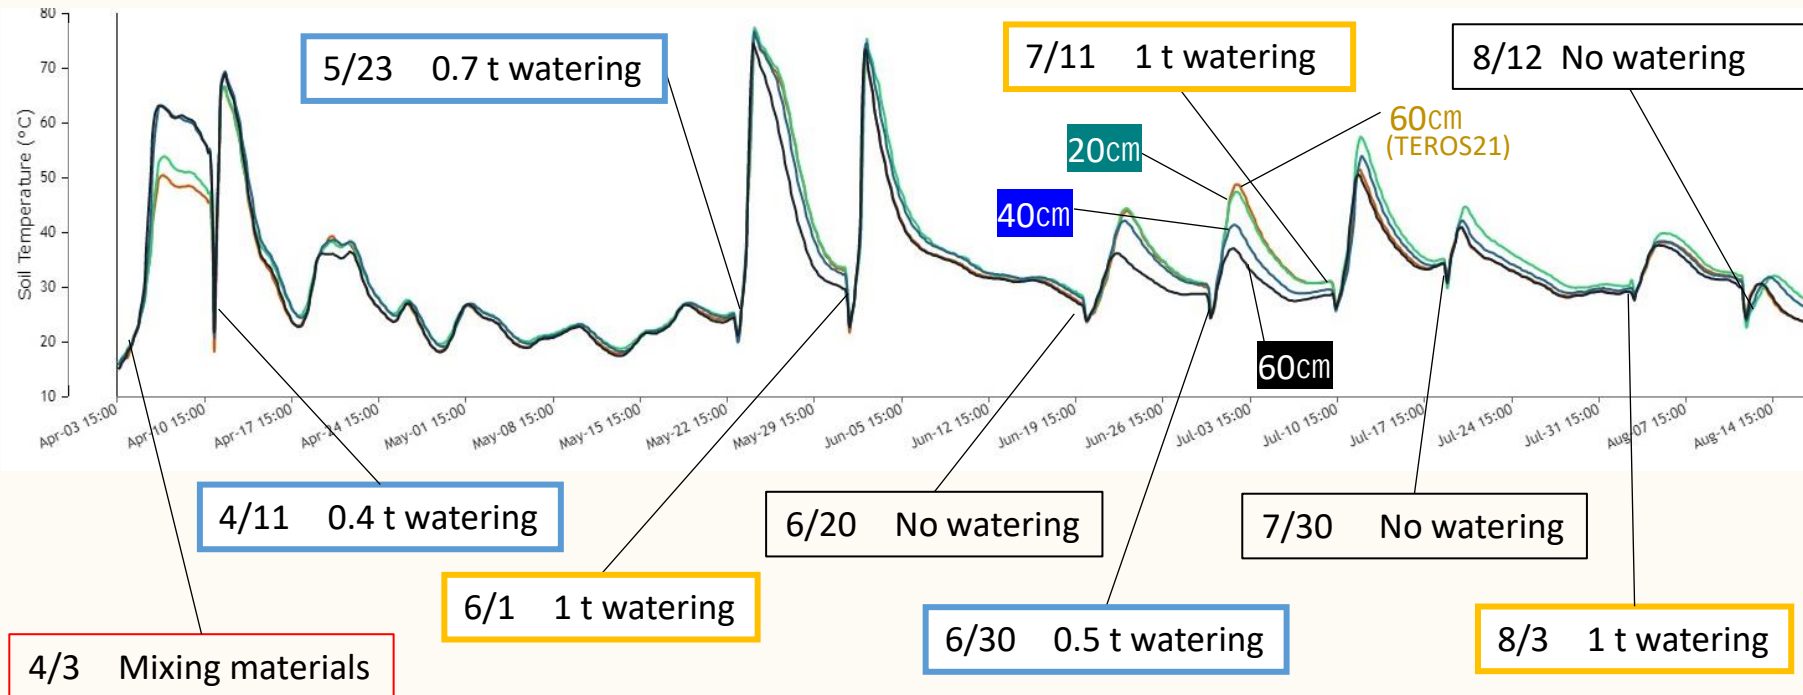 80
70
60
50
40
30
20
10
Soil Temperature (°C)
5/23 0.7 t watering
7/11 1 t watering
8/12 No watering
60cm
(TEROS21)
20cm
40cm
60cm
Apr-03 15:00
Apr-10 15:00
Apr-17 15:00
Apr-24 15:00
May-01 15:00
May-08 15:00
May-15 15:00
May-22 15:00
May-29 15:00
Jun-05 15:00
Jun-12 15:00
Jun-19 15:00
Jun-26 15:00
Jul-03 15:00
Jul-10 15:00
Jul-17 15:00
Jul-24 15:00
Jul-31 15:00
Aug-07 15:00
Aug-14 15:00
4/11 0.4 t watering
6/20 No watering
7/30 No watering
6/1 1 t watering
6/30 0.5 t watering
8/3 1 t watering
4/3 Mixing materials